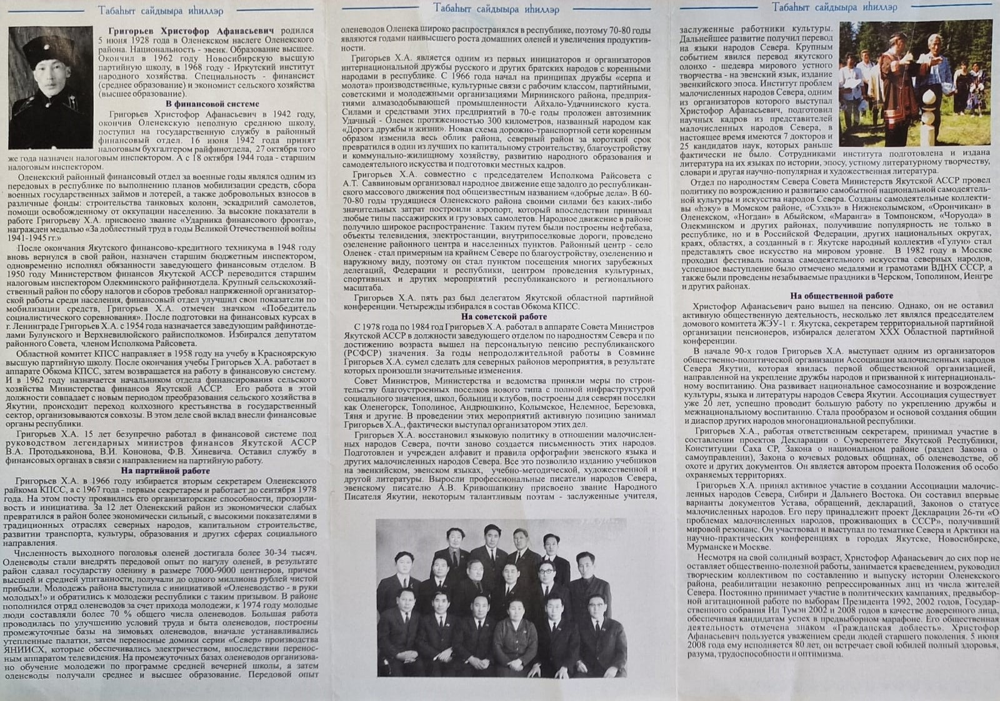 Табаһыт сайдыыра иһиллэр
Григорьев Христофор Афанасьевич родился
5 июня 1928 года в Оленекском наслеге Оленекского
района. Национальность - эвенк. Образование высшее.
Окончил в 1962 году Новосибирскую высшую
партийную школу, в 1968 году - Иркутский институт
народного хозяйства. Специальность - финансист
(среднее образование) и экономист сельского хозяйства
(высшее образование).
В финансовой системе
Григорьев Христофор Афанасьевич в 1942 году,
окончив Оленекскую неполную среднюю школу,
поступил на государственную службу в районный
финансовый отдел. 16 июня 1942 года принят
налоговым бухгалтером райфинотдела, 27 октября того
же года назначен налоговым инспектором. А с 18 октября 1944 года - старшим
налоговым инспектором.
Оленекский районный финансовый отдел за военные годы являлся одним из
передовых в республике по выполнению планов мобилизации средств, сбора
военных государственных займов и лотерей, а также добровольных взносов в
различные фонды: строительства танковых колонн, эскадрилий самолетов,
помощи освобожденному от оккупации населению. За высокие показатели в
работе Григорьеву Х.А. присвоено звание «Ударника финансового фронта»,
награжден медалью «За доблестный труд в годы Великой Отечественной войны
1941-1945 гг.»
После окончания Якутского финансово-кредитного техникума в 1948 году
вновь вернулся в свой район, назначен старшим бюджетным инспектором,
одновременно исполнял обязанности заведующего финансовым отделом. В
1950 году Министерством финансов Якутской АССР переводится старшим
налоговым инспектором Олекминского райфинотдела. Крупный сельскохозяй-
ственный район по сбору налогов и сборов требовал напряженной организатор-
ской работы среди населения, финансовый отдел улучшил свои показатели по
мобилизации средств, Григорьев Х.А. отмечен значком «Победитель
социалистического соревнования». После подготовки на финансовых курсах в
г. Ленинграде Григорьев Х.А. с 1954 года назначается заведующим райфинотде-
лами Булунского и Верхневилюйского райисполкомов. Избирался депутатом
районного Совета, членом Исполкома Райсовета.
Областной комитет КПСС направляет в 1958 году на учебу в Красноярскую
высшую партийную школу. После окончания учебы Григорьев Х.А. работает в
аппарате Обкома КПСС, затем возвращается на работу в финансовую систему.
И в 1962 году назначается начальником отдела финансирования сельского
хозяйства Министерства финансов Якутской АССР. Его работа в этой
должности совпадает с новым периодом преобразования сельского хозяйства в
Якутии, происходит переход колхозного крестьянства в государственный
сектор, организовываются совхозы. В этом деле свой вклад внесли финансовые
органы республики.
Григорьев Х.А. 15 лет безупречно работал в финансовой системе под
руководством легендарных министров финансов Якутской АССР
В.А. Протодьяконова, В.И. Кононова, Ф.В. Хиневича. Оставил службу в
финансовых органах в связи с направлением на партийную работу.
На партийной работе
Григорьев Х.А. в 1966 году избирается вторым секретарем Оленекского
райкома КПСС, а с 1967 года - первым секретарем и работает до сентября 1978
года. На этом посту проявились его организаторские способности, прозорли-
вость и инициатива. За 12 лет Оленекский район из экономически слабых
превратился в район более экономически сильный, с высокими показателями в
традиционных отраслях северных народов, капитальном строительстве,
развитии транспорта, культуры, образования и других сферах социального
направления.
Численность выходного поголовья оленей достигала более 30-34 тысяч.
Оленеводы стали внедрять передовой опыт по нагулу оленей, в результате
район сдавал государству оленину в размере 7000-9000 центнеров, причем
высшей и средней упитанности, получали до одного миллиона рублей чистой
прибыли. Молодежь района выступила с инициативой «Оленеводство - в руки
молодых!» и обратились к молодежи республики с таким призывом. В районе
пополнился отряд оленеводов за счет прихода молодежи, к 1974 году молодые
люди составляли более 70 % общего числа оленеводов. Большая работа
проводилась по улучшению условий труда и быта оленеводов, построены
промежуточные базы на зимовьях оленеводов, вначале устанавливались
утепленные палатки, затем переносные домики серии «Север» производства
ЯНИИСХ, которые обеспечивались электричеством, впоследствии перенос-
ным аппаратом телевидения. На промежуточных базах оленеводов организова-
но обучение молодежи по программе средней вечерней школы, а затем
оленеводы получали среднее и высшее образование. Передовой опыт
Табаһыт сайдыыра иһиллэр
оленеводов Оленека широко распространялся в республике, поэтому 70-80 годы
являются годами наивысшего роста домашних оленей и увеличения продуктив-
ности.
Григорьев Х.А. является одним из первых инициаторов и организаторов
интернациональной дружбы русского и других братских народов с коренными
народами в республике. С 1966 года начал на принципах дружбы «серпа и
молота» производственные, культурные связи с рабочим классом, партийными,
советскими и молодежными организациями Мирнинского района, предприя-
тиями алмазодобывающей промышленности Айхало-Удачнинского куста.
Силами и средствами этих предприятий в 70-е годы проложен автозимник
Удачный - Оленек протяженностью 300 километров, названный народом как
«Дорога дружбы и жизни». Новая схема дорожно-транспортной сети коренным
образом изменила весь облик района, северный район за короткий срок
превратился в один из лучших по капитальному строительству, благоустройству
и коммунально-жилищному хозяйству, развитию народного образования и
самодеятельного искусства и подготовки местных кадров.
Григорьев Х.А. совместно с председателем Исполкома Райсовета с
А.Т. Саввиновым организовал народное движение еще задолго до республикан-
ского массового движения под общеизвестным названием «добрые дела». В 60-
70-80 годы трудящиеся Оленекского района своими силами без каких-либо
значительных затрат построили аэропорт, который впоследствии принимал
любые типы пассажирских и грузовых самолетов. Народное движение в районе
получило широкое распространение. Таким путем были построены нефтебаза,
объекты телевидения, электростанции, внутрипоселковые дороги, проведено
озеленение районного центра и населенных пунктов. Районный центр - село
Оленек - стал примерным на крайнем Севере по благоустройству, озеленению и
наружному виду, поэтому он стал пунктом посещения многих зарубежных
делегаций, Федерации и республики, центром проведения культурных,
спортивных и других мероприятий республиканского и регионального
масштаба.
Григорьев Х.А. пять раз был делегатом Якутской областной партийной
конференции. Четырежды избирался в состав Обкома КПСС.
На советской работе
С 1978 года по 1984 год Григорьев Х.А. работал в аппарате Совета Министров
Якутской АССР в должности заведующего отделом по народностям Севера и по
достижению возраста вышел на персональную пенсию республиканского
(РСФСР) значения. За годы непродолжительной работы в Совмине
Григорьев Х.А. сумел сделать для северных районов мероприятия, в результате
которых произошли значительные изменения.
Совет Министров, Министерства и ведомства приняли меры по строи-
тельству благоустроенных поселков нового типа с полной инфраструктурой
социального значения, школ, больниц и клубов, построены для северян поселки
как Оленегорск, Тополиное, Андрюшкино, Колымское, Нелемное, Березовка,
Тяня и другие. В проведении этих мероприятий активную позицию занимал
Григорьев Х.А., фактически выступал организатором этих дел.
Григорьев Х.А. восстановил языковую политику в отношении малочислен-
ных народов Севера, почти заново создается письменность этих народов.
Подготовлен и учрежден алфавит и правила орфографии эвенского языка и
других малочисленных народов Севера. Все это позволило изданию учебников
на эвенкийском, эвенском языках, учебно-методической, художественной и
другой литературы. Выросли профессиональные писатели народов Севера,
эвенскому писателю А.В. Кривошапкину присвоено звание Народного
Писателя Якутии, некоторым талантливым поэтам - заслуженные учителя,
Табаһыт сайдыыра иһиллэр
заслуженные работники культуры.
Дальнейшее развитие получил перевод
на языки народов Севера. Крупным
событием явился перевод якутского
олонхо - шедевра мирового устного
творчества - на эвенский язык, издание
эвенкийского эпоса. Институт проблем
малочисленных народов Севера, одним
из организаторов которого выступал
Христофор Афанасьевич, подготовил
научных кадров из представителей
малочисленных народов Севера, в
настоящее время имеются 7 докторов и
25 кандидатов наук, которых раньше
фактически не было. Сотрудниками института подготовлена и издана
литература на их языках по истории, эпосу, устному литературному творчеству,
словари и другая научно-популярная и художественная литература.
Отдел по народностям Севера Совета Министерств Якутской АССР провел
политику по возрождению и развитию самобытной национальной самодеятель-
ной культуры и искусства народов Севера. Созданы самодеятельные коллекти-
вы «һэку» в Момском районе, «Сээдьэ» в Нижнеколымском, «Орончикан» в
Оленекском, «Ногдан» в Абыйском, «Маранга» в Томпонском, «Чоруода» в
Олекминском и других районах, получившие популярность не только в
республике, но и в Российской Федерации, других национальных округах,
краях, областях, а созданный в г. Якутске народный коллектив «Гулун» стал
представлять свое искусство на мировом уровне. В 1982 году в Москве
проходил фестиваль показа самодеятельного искусства северных народов,
успешное выступление было отмечено медалями и грамотами ВДНХ СССР, а
также были проведены незабываемые праздники в Черском, Тополином, Иенгре
и других районах.
На общественной работе
Христофор Афанасьевич рано вышел на пенсию. Однако, он не оставил
активную общественную деятельность, несколько лет являлся председателем
домового комитета ЖЭУ-1 г. Якутска, секретарем территориальной партийной
организации пенсионеров, избирался делегатом ХХХ Областной партийной
конференции.
В начале 90-х годов Григорьев Х.А. выступает одним из организаторов
общественно-политической организации Ассоциации малочисленных народов
Севера Якутии, которая явилась первой общественной организацией,
направленной на укрепление дружбы народов и призванной к интернациональ-
ному воспитанию. Она развивает национальное самосознание и возрождение
культуры, языка и литературы народов Севера Якутии. Ассоциация существует
уже 20 лет, успешно проводит большую работу по укреплению дружбы и
межнациональному воспитанию. Стала прообразом и основой создания общин
и диаспор других народов многонациональной республики.
Григорьев Х.А., работая ответственным секретарем, принимал участие в
составлении проектов Декларации о Суверенитете Якутской Республики,
Конституции Саха СР, Закона о национальном районе (раздел Закона о
самоуправлении), Закона о кочевых родовых общинах, об оленеводстве, об
охоте и других документов. Он является автором проекта Положения об особо
охраняемых территориях.
Григорьев Х.А. принял активное участие в создании Ассоциации малочис-
ленных народов Севера, Сибири и Дальнего Востока. Он составил первые
варианты документов Устава, обращений, деклараций, Законов о статусе
малочисленных народов. Его перу принадлежит проект Декларации 26-ти «О
проблемах малочисленных народов, проживающих в СССР», получивший
мировой резонанс. Он участвовал и выступал по тематике Севера и Арктики на
научно-практических конференциях в городах Якутске, Новосибирске,
Мурманске и Москве.
Несмотря на свой солидный возраст, Христофор Афанасьевич до сих пор не
оставляет общественно-полезной работы, занимается краеведением, руководил
творческим коллективом по составлению и выпуску истории Оленекского
района, реабилитации незаконно репрессированных лиц из числа жителей
Севера. Постоянно принимает участие в политических кампаниях, предвыбор-
ной агитационной работе по выборам Президента 1992, 2002 годов, Государ-
ственного собрания Ил Тумэн 2002 и 2008 годов в качестве доверенного лица,
обеспечивая кандидатам успех в предвыборном марафоне. Его общественная
деятельность отмечена знаком «Гражданская доблесть». Христофор
Афанасьевич пользуется уважением среди людей старшего поколения. 5 июня
2008 года ему исполняется 80 лет, он встречает свой юбилей полный здоровья,
разума, трудоспособности и оптимизма.